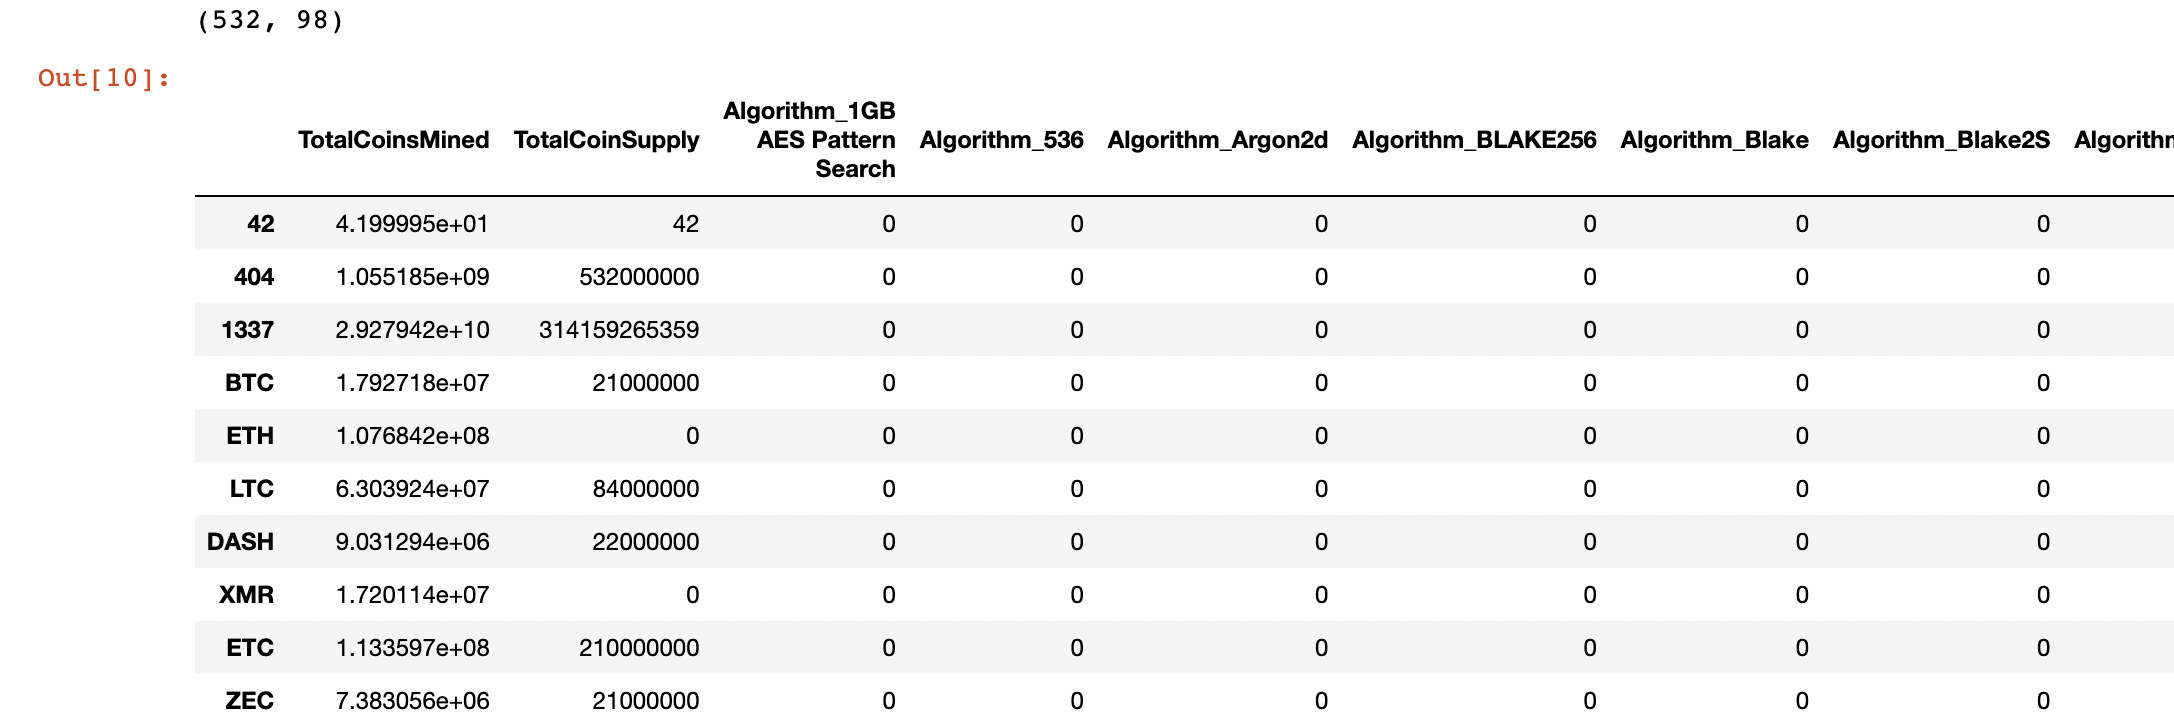 (532, 98)
Out[10]:
TotalCoinsMined TotalCoinSupply Algorithm_1GB AES Pattern Search Algorithm_536 Algorithm_Argon2d Algorithm_BLAKE256 Algorithm_Blake Algorithm_Blake2S
42 4.199995e+01 42 0 0 0 0 0 0
404 1.055185e+09 532000000 0 0 0 0 0 0
1337 2.927942e+10 314159265359 0 0 0 0 0 0
BTC 1.792718e+07 21000000 0 0 0 0 0 0
ETH 1.076842e+08 0 0 0 0 0 0 0
LTC 6.303924e+07 84000000 0 0 0 0 0 0
DASH 9.031294e+06 22000000 0 0 0 0 0 0
XMR 1.720114e+07 0 0 0 0 0 0 0
ETC 1.133597e+08 210000000 0 0 0 0 0 0
ZEC 7.383056e+06 21000000 0 0 0 0 0 0